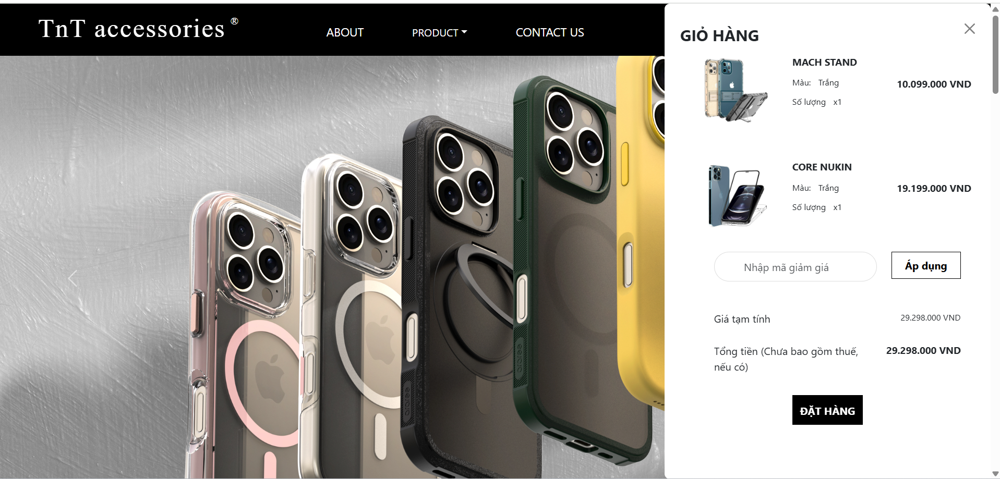 TnT accessories ®
ABOUT
PRODUCT
CONTACT US
GIỎ HÀNG
MACH STAND
Màu: Trắng
10.099.000 VND
Số lượng x1
CORE NUKIN
Màu: Trắng
19.199.000 VND
Số lượng x1
Nhập mã giảm giá
Áp dụng
Giá tạm tính
29.298.000 VND
Tổng tiền (Chưa bao gồm thuế,
nếu có)
29.298.000 VND
ĐẶT HÀNG
araree
araree